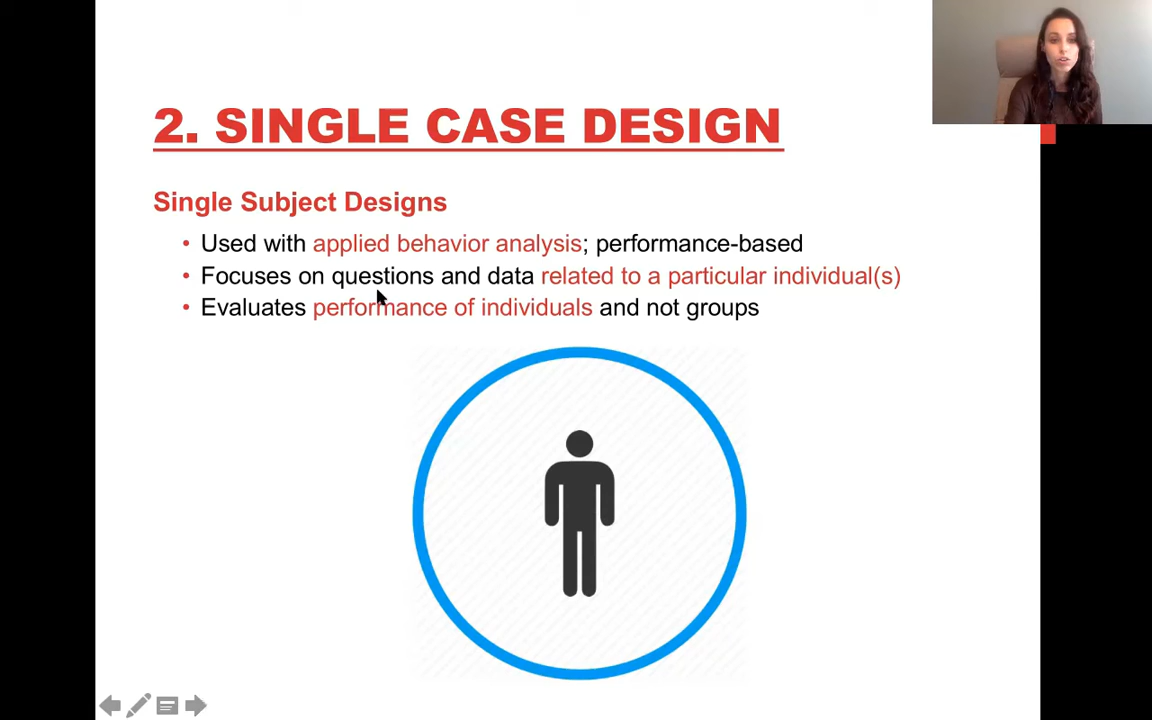 2. SINGLE CASE DESIGN
Single Subject Designs
• Used with applied behavior analysis; performance-based
• Focuses on questions and data related to a particular individual(s)
• Evaluates performance of individuals and not groups